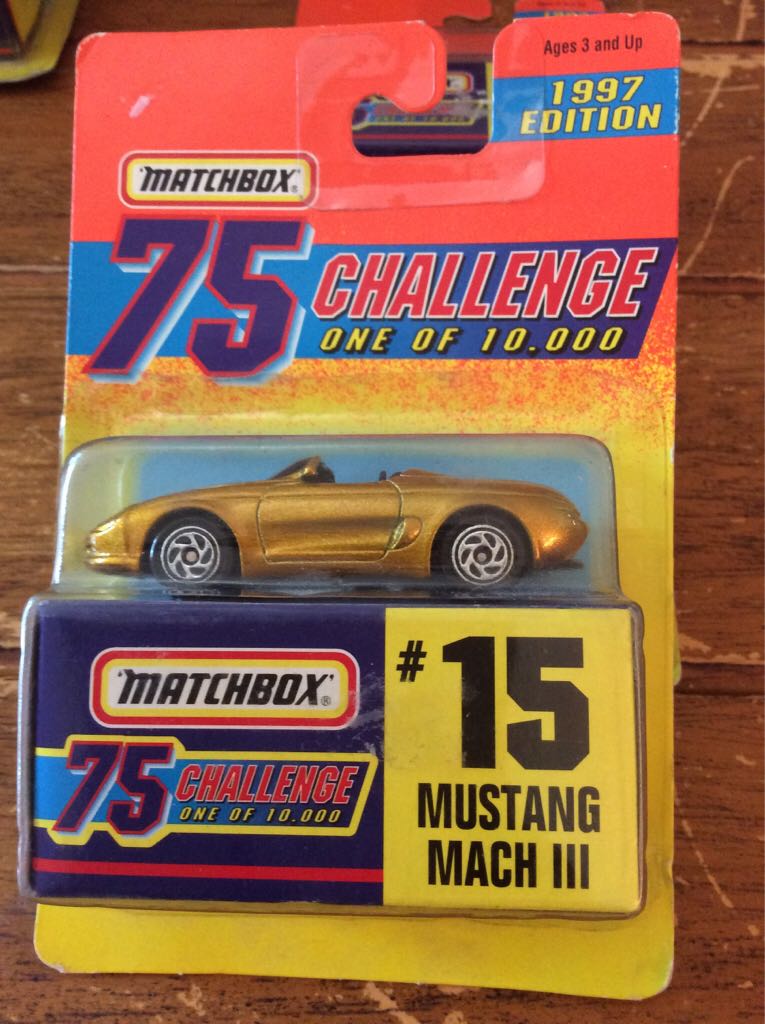 Ages 3 and Up
1997
EDITION
MATCHBOX®
75 CHALLENGE
ONE OF 10,000
MATCHBOX®
75 CHALLENGE
ONE OF 10,000
#15
MUSTANG
MACH III